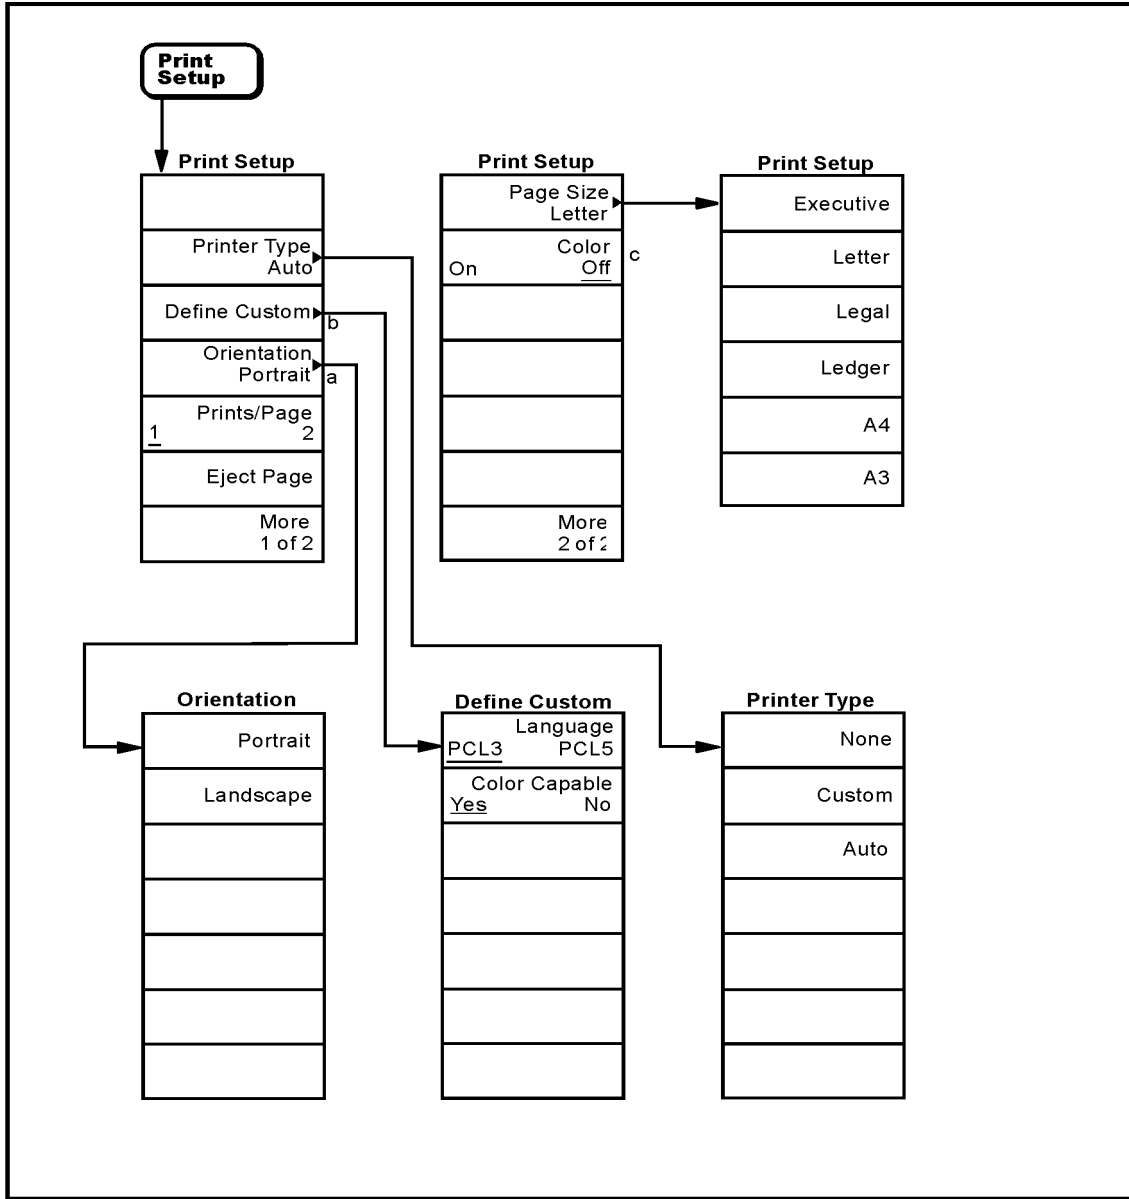 Print
Setup
Print Setup
Printer Type
Auto
Define Custom
b
Orientation
Portrait
a
Prints/Page
1 2
Eject Page
More
1 of 2
Print Setup
Page Size
Letter
Color
On Off
c
More
2 of 2
Print Setup
Executive
Letter
Legal
Ledger
A4
A3
Orientation
Portrait
Landscape
Define Custom
Language
PCL3 PCL5
Color Capable
Yes No
Printer Type
None
Custom
Auto